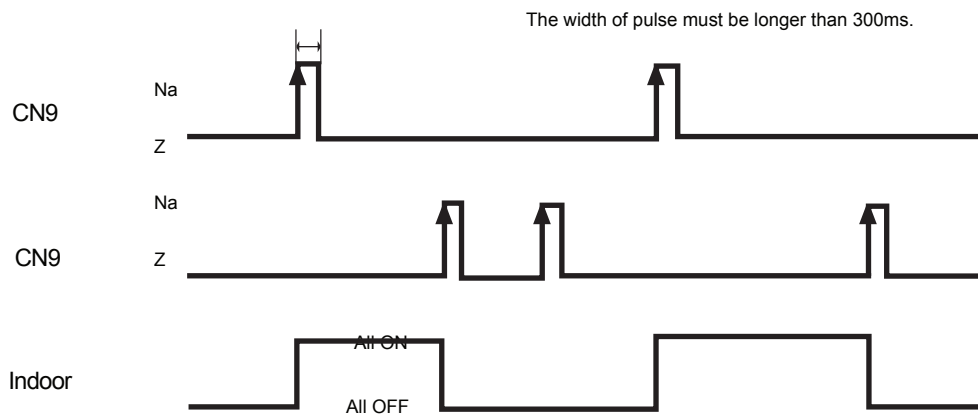 The width of pulse must be longer than 300ms.
Na
CN9
Z
Na
CN9
Z
All ON
Indoor
All OFF